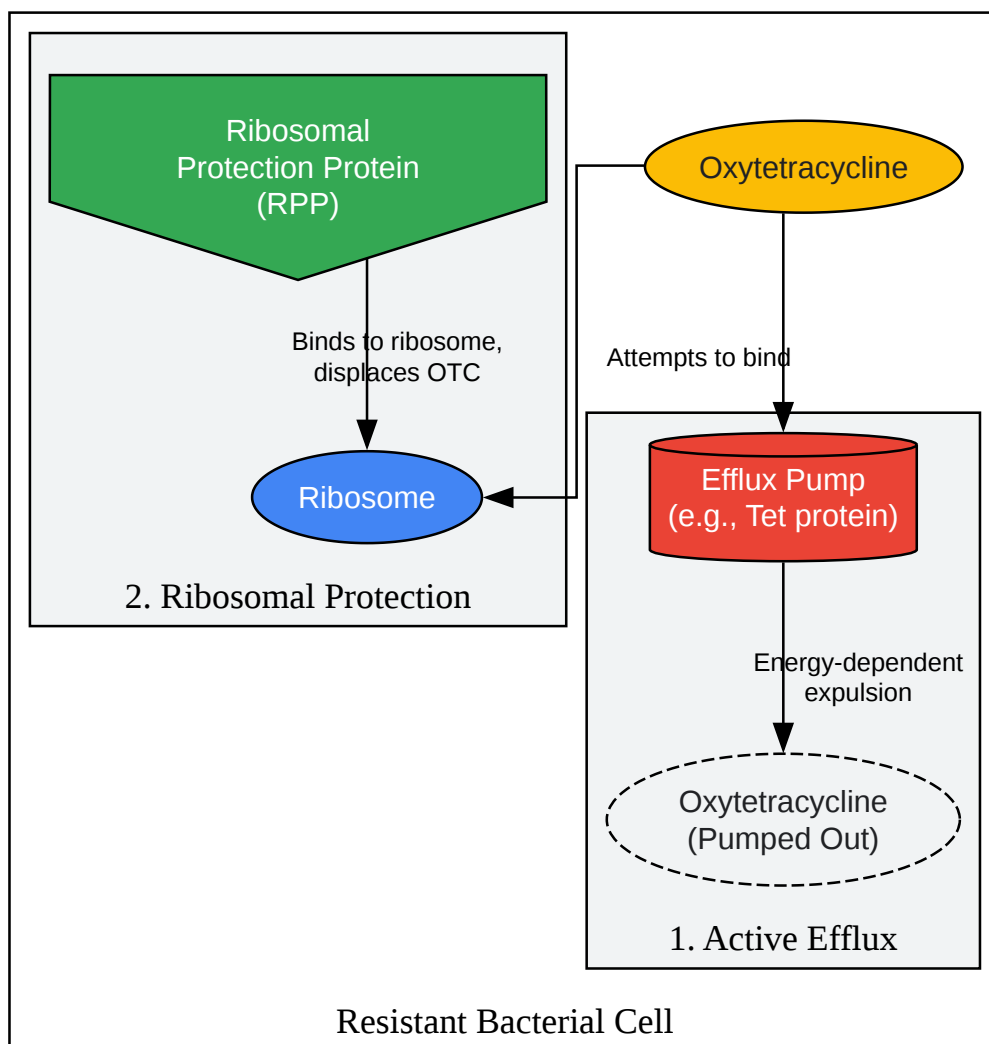 Ribosomal
Protection Protein
(RPP)
Oxytetracycline
Binds to ribosome,
displaces OTC
Attempts to bind
Ribosome
Efflux Pump
(e.g., Tet protein)
2. Ribosomal Protection
Energy-dependent
expulsion
Oxytetracycline
(Pumped Out)
1. Active Efflux
Resistant Bacterial Cell